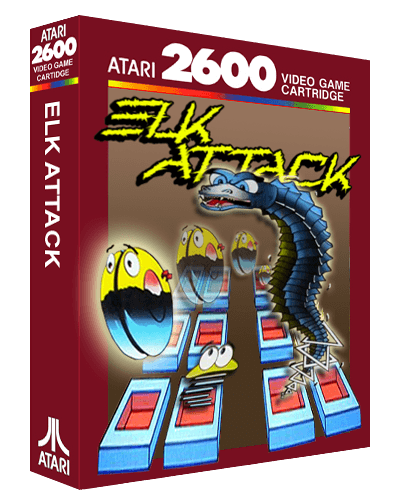 ATARI
2600
VIDEO GAME
CARTRIDGE
ELK ATTACK
ATARI
ATARI 2600 VIDEO GAME
CARTRIDGE
ELK
ATTACK